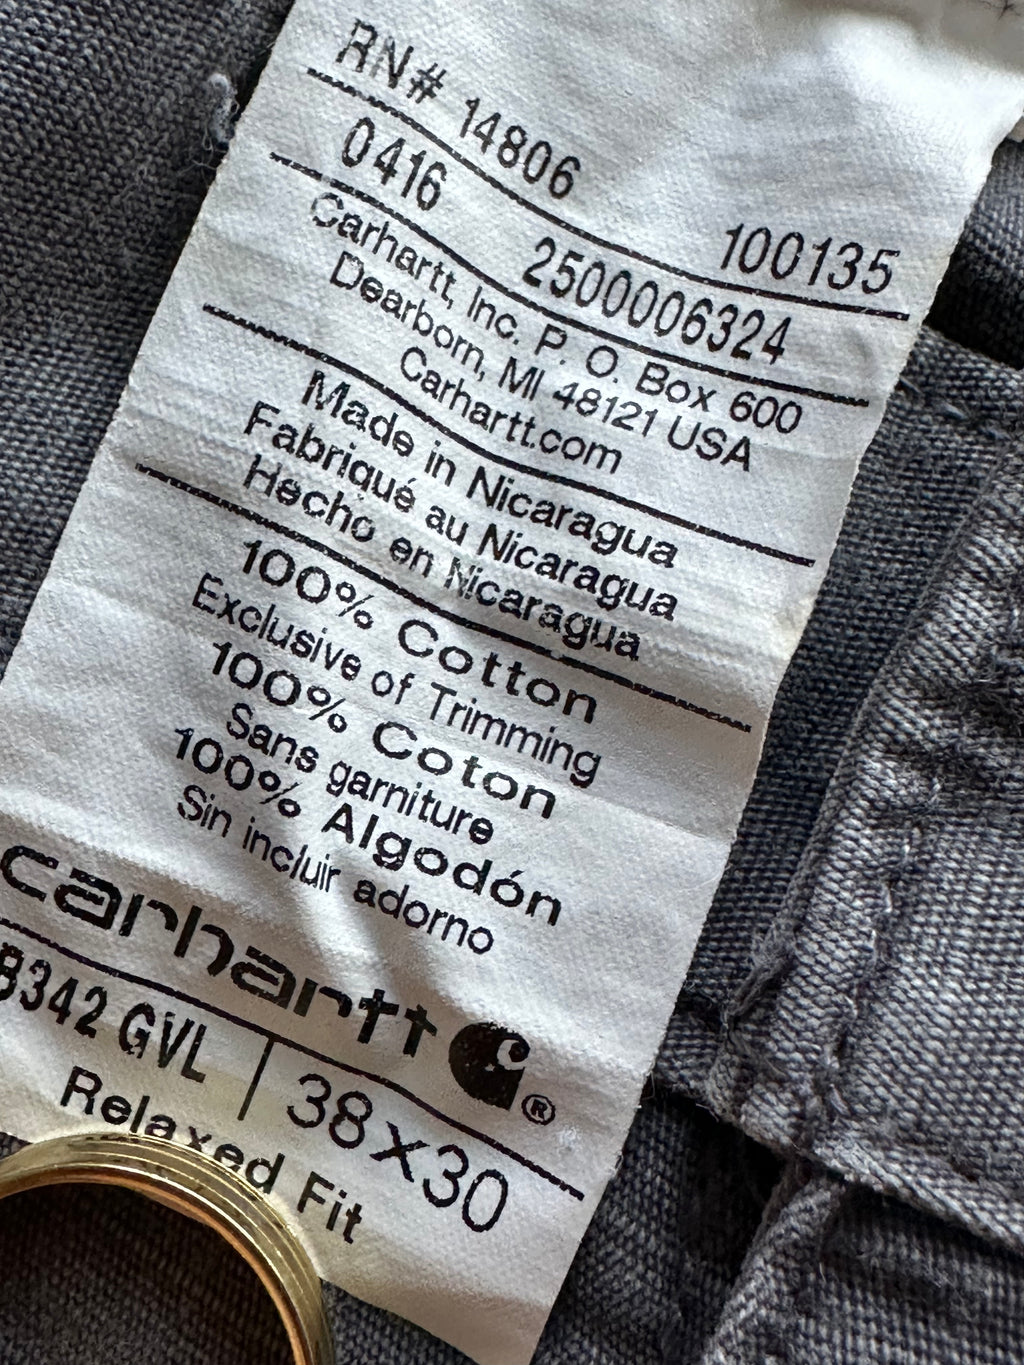 RN# 14806 100135
0416 2500006324
Carhartt, Inc. P. O. Box 600
Dearborn, MI 48121 USA
Carhartt.com
Made in Nicaragua
Fabriqué au Nicaragua
Hecho en Nicaragua
100% Cotton
Exclusive of Trimming
100% Coton
Sans garniture
100% Algodón
Sin incluir adorno
carhartt ®
B342 GVL | 38x30
Relaxed Fit